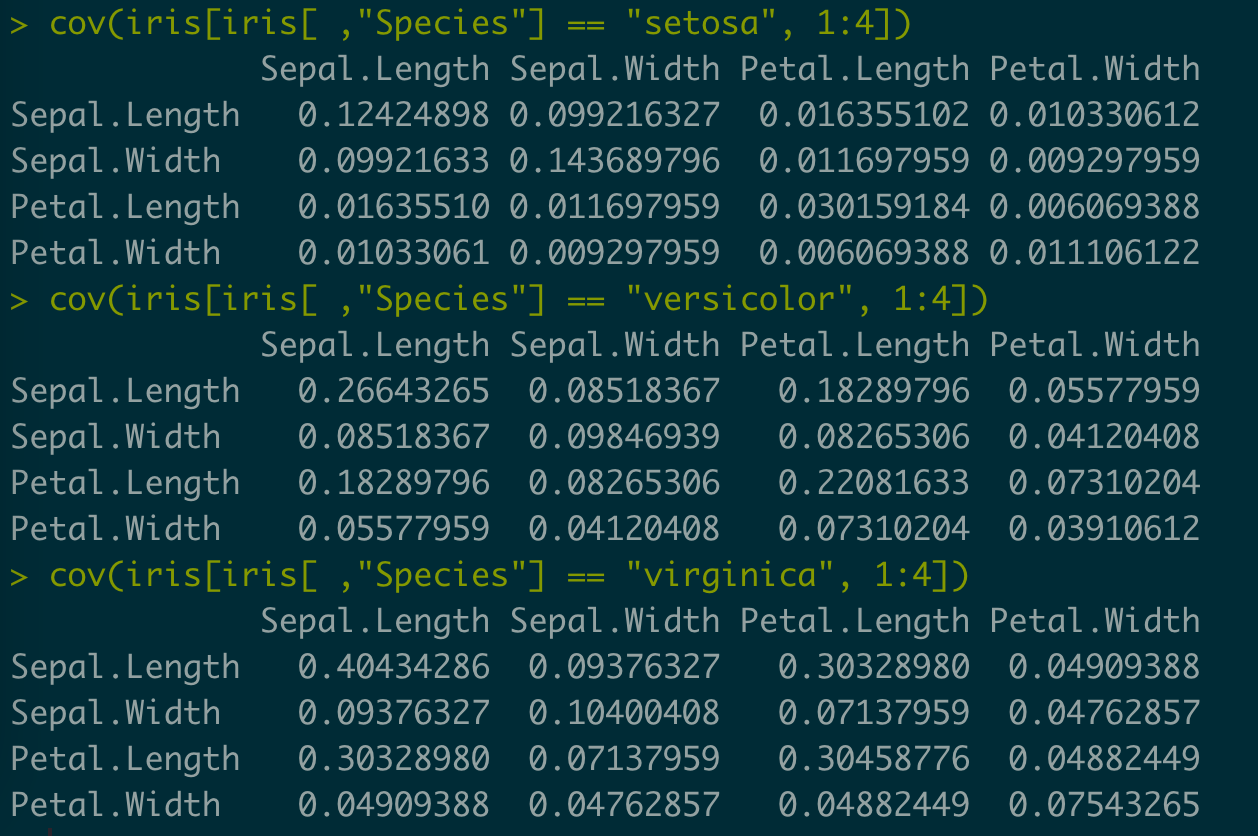 > cov(iris[iris[ ,"Species"] == "setosa", 1:4])
             Sepal.Length Sepal.Width Petal.Length Petal.Width
Sepal.Length   0.12424898 0.099216327  0.016355102 0.010330612
Sepal.Width    0.09921633 0.143689796  0.011697959 0.009297959
Petal.Length   0.01635510 0.011697959  0.030159184 0.006069388
Petal.Width    0.01033061 0.009297959  0.006069388 0.011106122
> cov(iris[iris[ ,"Species"] == "versicolor", 1:4])
             Sepal.Length Sepal.Width Petal.Length Petal.Width
Sepal.Length   0.26643265  0.08518367   0.18289796  0.05577959
Sepal.Width    0.08518367  0.09846939   0.08265306  0.04120408
Petal.Length   0.18289796  0.08265306   0.22081633  0.07310204
Petal.Width    0.05577959  0.04120408   0.07310204  0.03910612
> cov(iris[iris[ ,"Species"] == "virginica", 1:4])
             Sepal.Length Sepal.Width Petal.Length Petal.Width
Sepal.Length   0.40434286  0.09376327   0.30328980  0.04909388
Sepal.Width    0.09376327  0.10400408   0.07137959  0.04762857
Petal.Length   0.30328980  0.07137959   0.30458776  0.04882449
Petal.Width    0.04909388  0.04762857   0.04882449  0.07543265